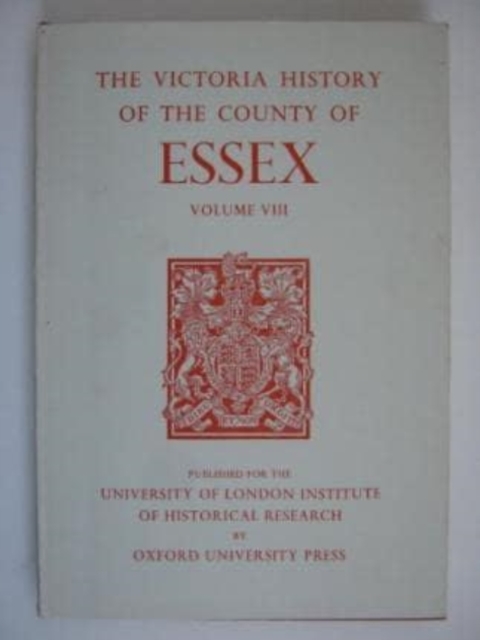 THE VICTORIA HISTORY
OF THE COUNTY OF
ESSEX
VOLUME VIII
PUBLISHED FOR THE
UNIVERSITY OF LONDON INSTITUTE
OF HISTORICAL RESEARCH
BY
OXFORD UNIVERSITY PRESS